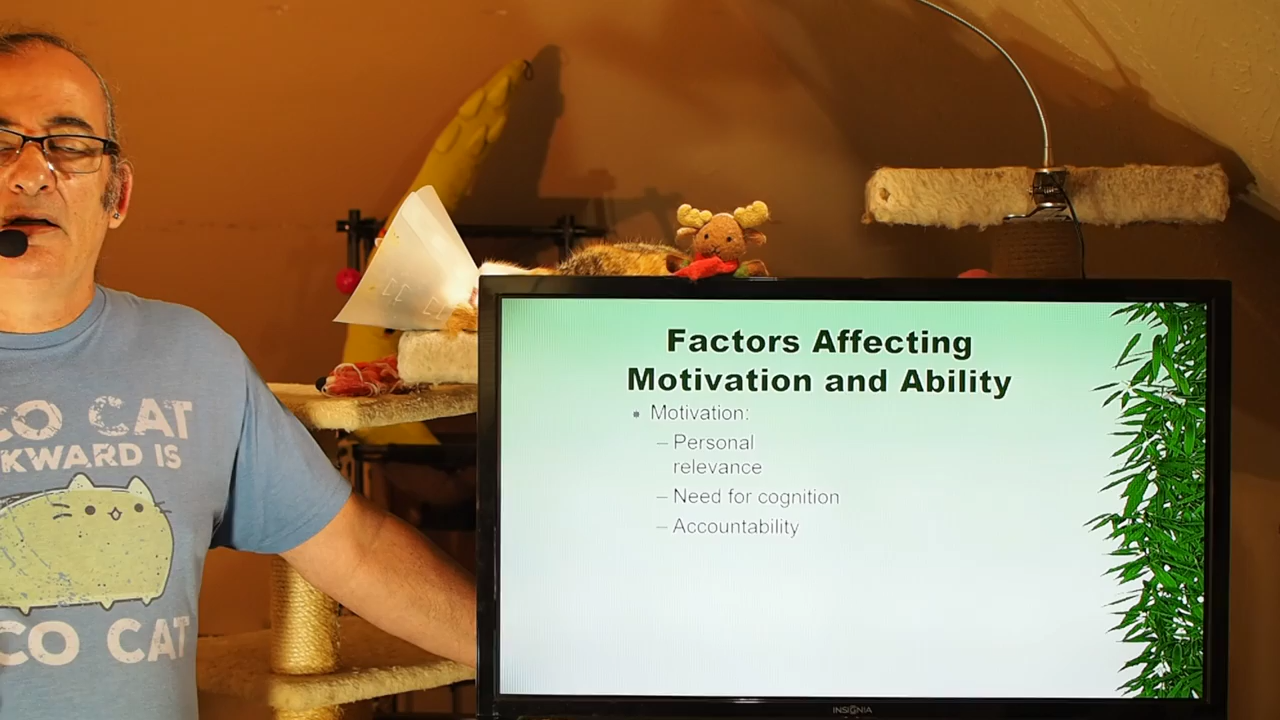 CO CAT
KWARD IS
CO CAT
Factors Affecting
Motivation and Ability
• Motivation:
– Personal
relevance
– Need for cognition
– Accountability
INSIGNIA